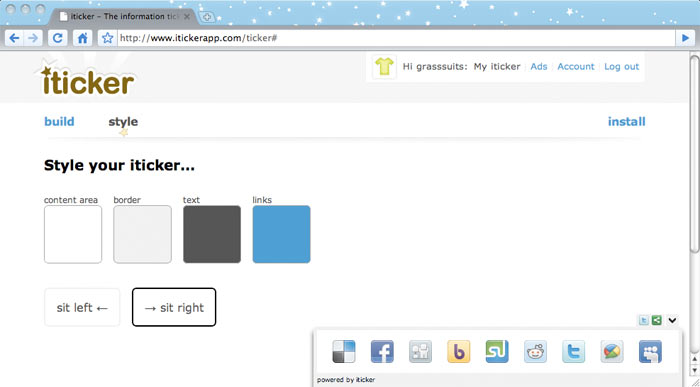 iticker – The information tick
http://www.itickerapp.com/ticker#
iticker
Hi grasssuits: My iticker Ads Account Log out
build style install
Style your iticker...
content area border text links
sit left ← → sit right
powered by iticker